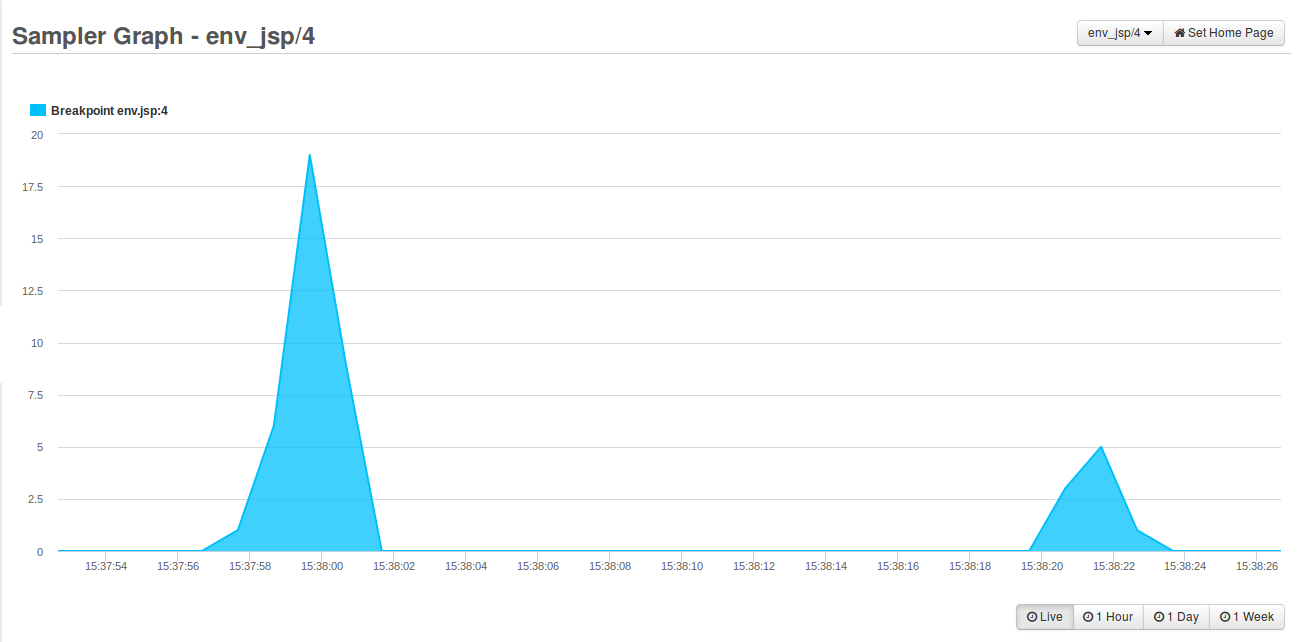 Sampler Graph - env_jsp/4
env_jsp/4 Set Home Page
Breakpoint env.jsp:4
20
17.5
15
12.5
10
7.5
5
2.5
0
15:37:54 15:37:56 15:37:58 15:38:00 15:38:02 15:38:04 15:38:06 15:38:08 15:38:10 15:38:12 15:38:14 15:38:16 15:38:18 15:38:20 15:38:22 15:38:24 15:38:26
Live 1 Hour 1 Day 1 Week